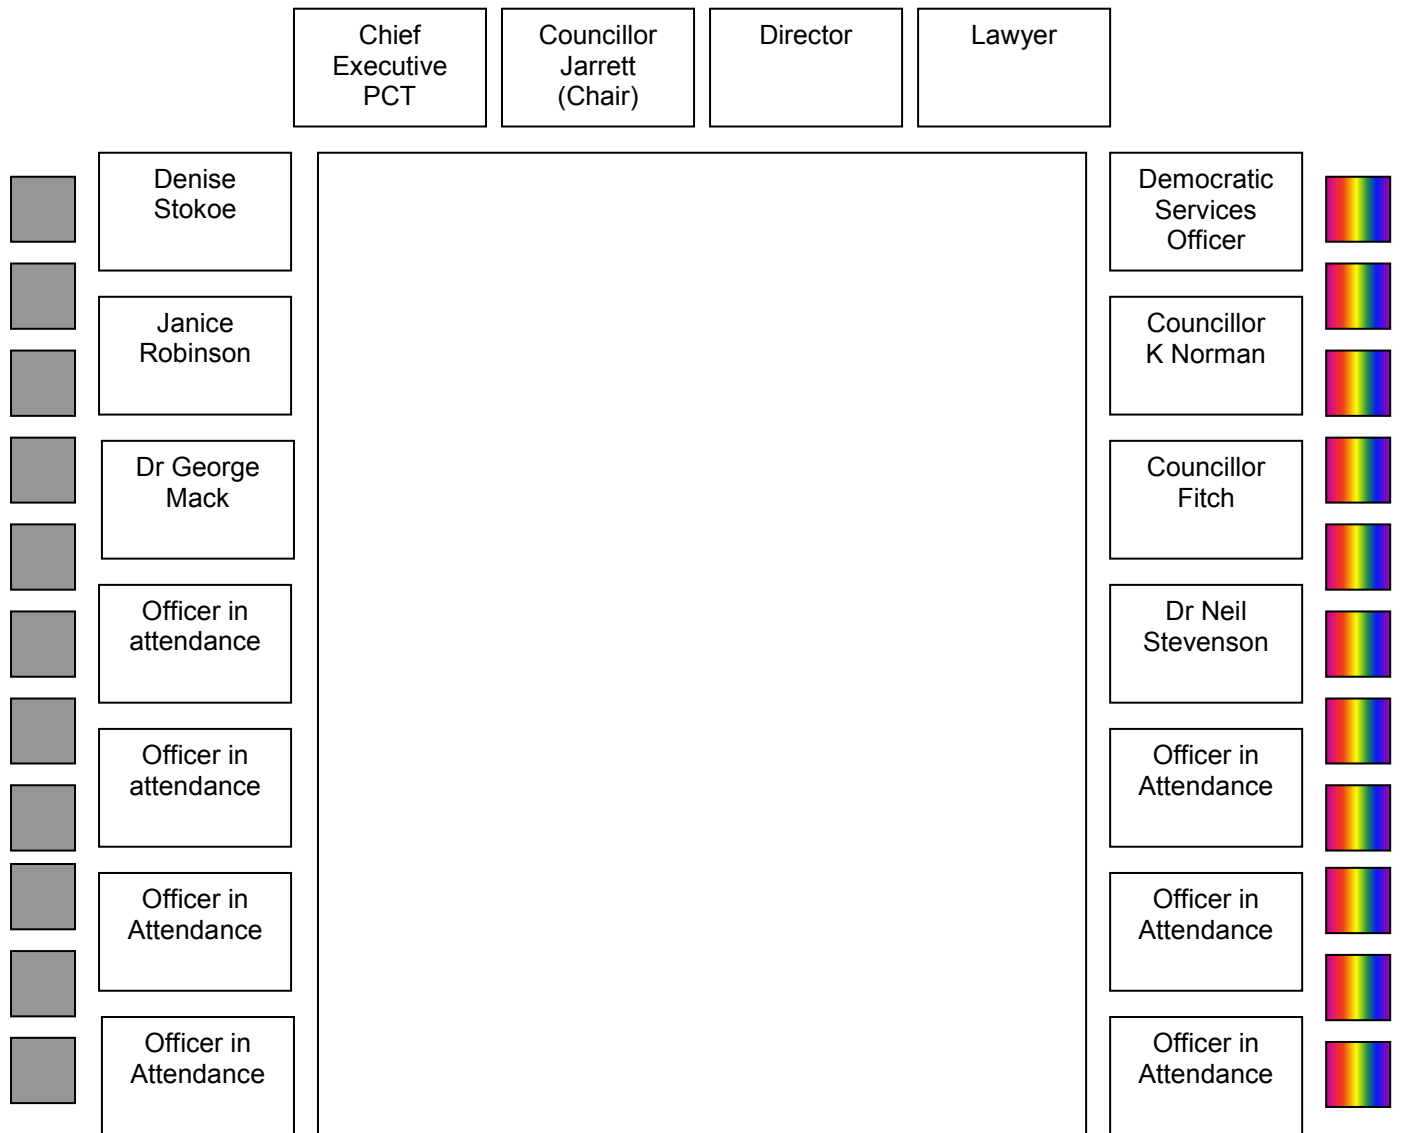 Chief
Executive
PCT
Councillor
Jarrett
(Chair)
Director
Lawyer
Denise
Stokoe
Janice
Robinson
Dr George
Mack
Officer in
attendance
Officer in
attendance
Officer in
Attendance
Officer in
Attendance
Democratic
Services
Officer
Councillor
K Norman
Councillor
Fitch
Dr Neil
Stevenson
Officer in
Attendance
Officer in
Attendance
Officer in
Attendance